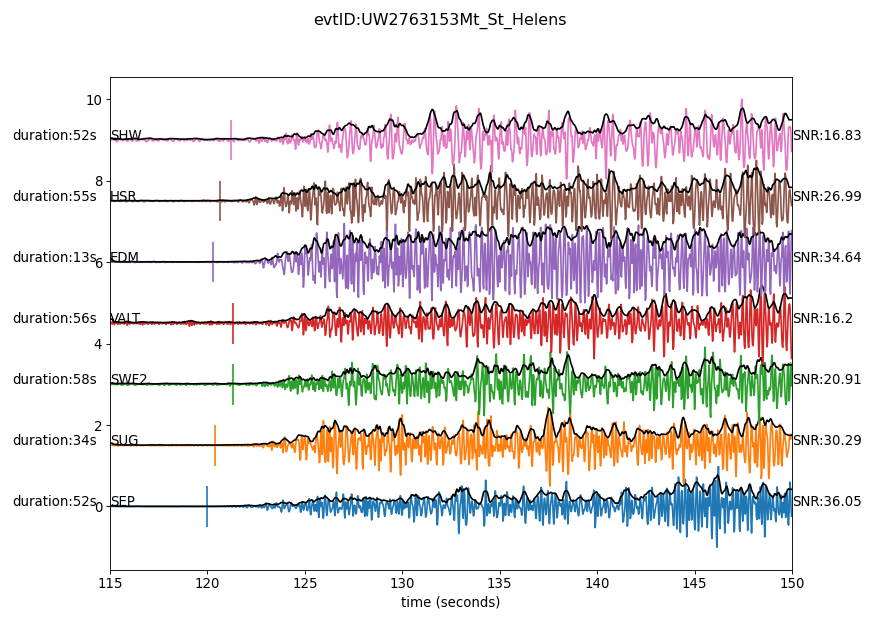 evtID:UW2763153Mt_St_Helens
10
duration:52s SHW SNR:16.83
8
duration:55s HSR SNR:26.99
duration:13s EDM SNR:34.64
6
duration:56s VALT SNR:16.2
4
duration:58s SWF2 SNR:20.91
2
duration:34s SUG SNR:30.29
duration:52s SEP SNR:36.05
0
115 120 125 130 135 140 145 150
time (seconds)